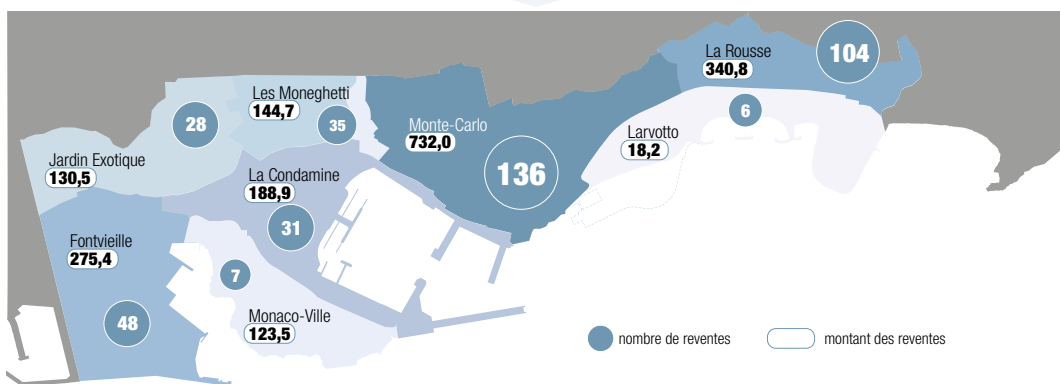 La Rousse
340,8
104
Les Moneghetti
144,7
35
28
Monte-Carlo
732,0
136
Larvotto
18,2
6
Jardin Exotique
130,5
La Condamine
188,9
31
Fontvieille
275,4
48
7
Monaco-Ville
123,5
nombre de reventes
montant des reventes